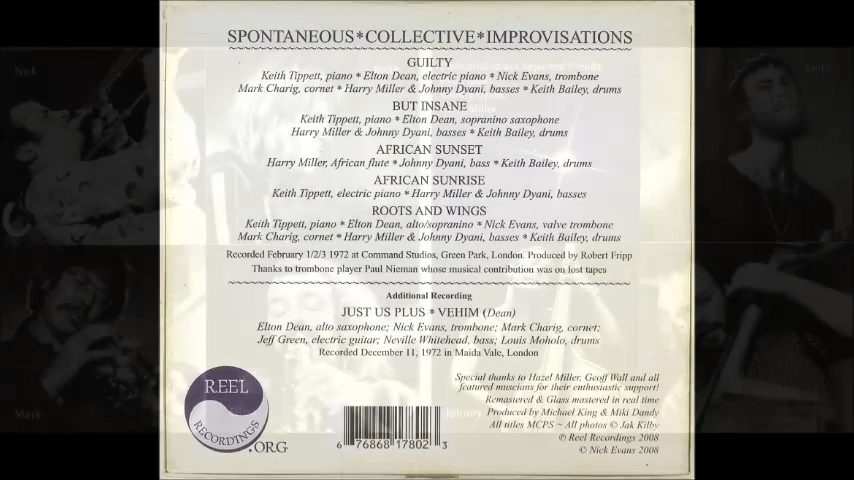 SPONTANEOUS*COLLECTIVE*IMPROVISATIONS
GUILTY
Keith Tippett, piano * Elton Dean, electric piano * Nick Evans, trombone
Mark Charig, cornet * Harry Miller & Johnny Dyani, basses * Keith Bailey, drums
BUT INSANE
Keith Tippett, piano * Elton Dean, sopranino saxophone
Harry Miller & Johnny Dyani, basses * Keith Bailey, drums
AFRICAN SUNSET
Harry Miller, African flute * Johnny Dyani, bass * Keith Bailey, drums
AFRICAN SUNRISE
Keith Tippett, electric piano * Harry Miller & Johnny Dyani, basses
ROOTS AND WINGS
Keith Tippett, piano * Elton Dean, alto/sopranino * Nick Evans, valve trombone
Mark Charig, cornet * Harry Miller & Johnny Dyani, basses * Keith Bailey, drums
Recorded February 1/2/3 1972 at Command Studios, Green Park, London. Produced by Robert Fripp
Thanks to trombone player Paul Nieman whose musical contribution was on lost tapes
Additional Recording
JUST US PLUS * VEHIM (Dean)
Elton Dean, alto saxophone; Nick Evans, trombone; Mark Charig, cornet;
Jeff Green, electric guitar; Neville Whitehead, bass; Louis Moholo, drums
Recorded December 11, 1972 in Maida Vale, London
Special thanks to Hazel Miller, Geoff Wall and all
featured muscians for their enthusiastic support!
Remastered & Glass mastered in real time
Produced by Michael King & Miki Dandy
All titles MCPS ~ All photos © Jak Kilby
℗ Reel Recordings 2008
© Nick Evans 2008
REEL
RECORDINGS
.ORG
6 76868 17802 3
Nick
Keith
Mark
Johnny